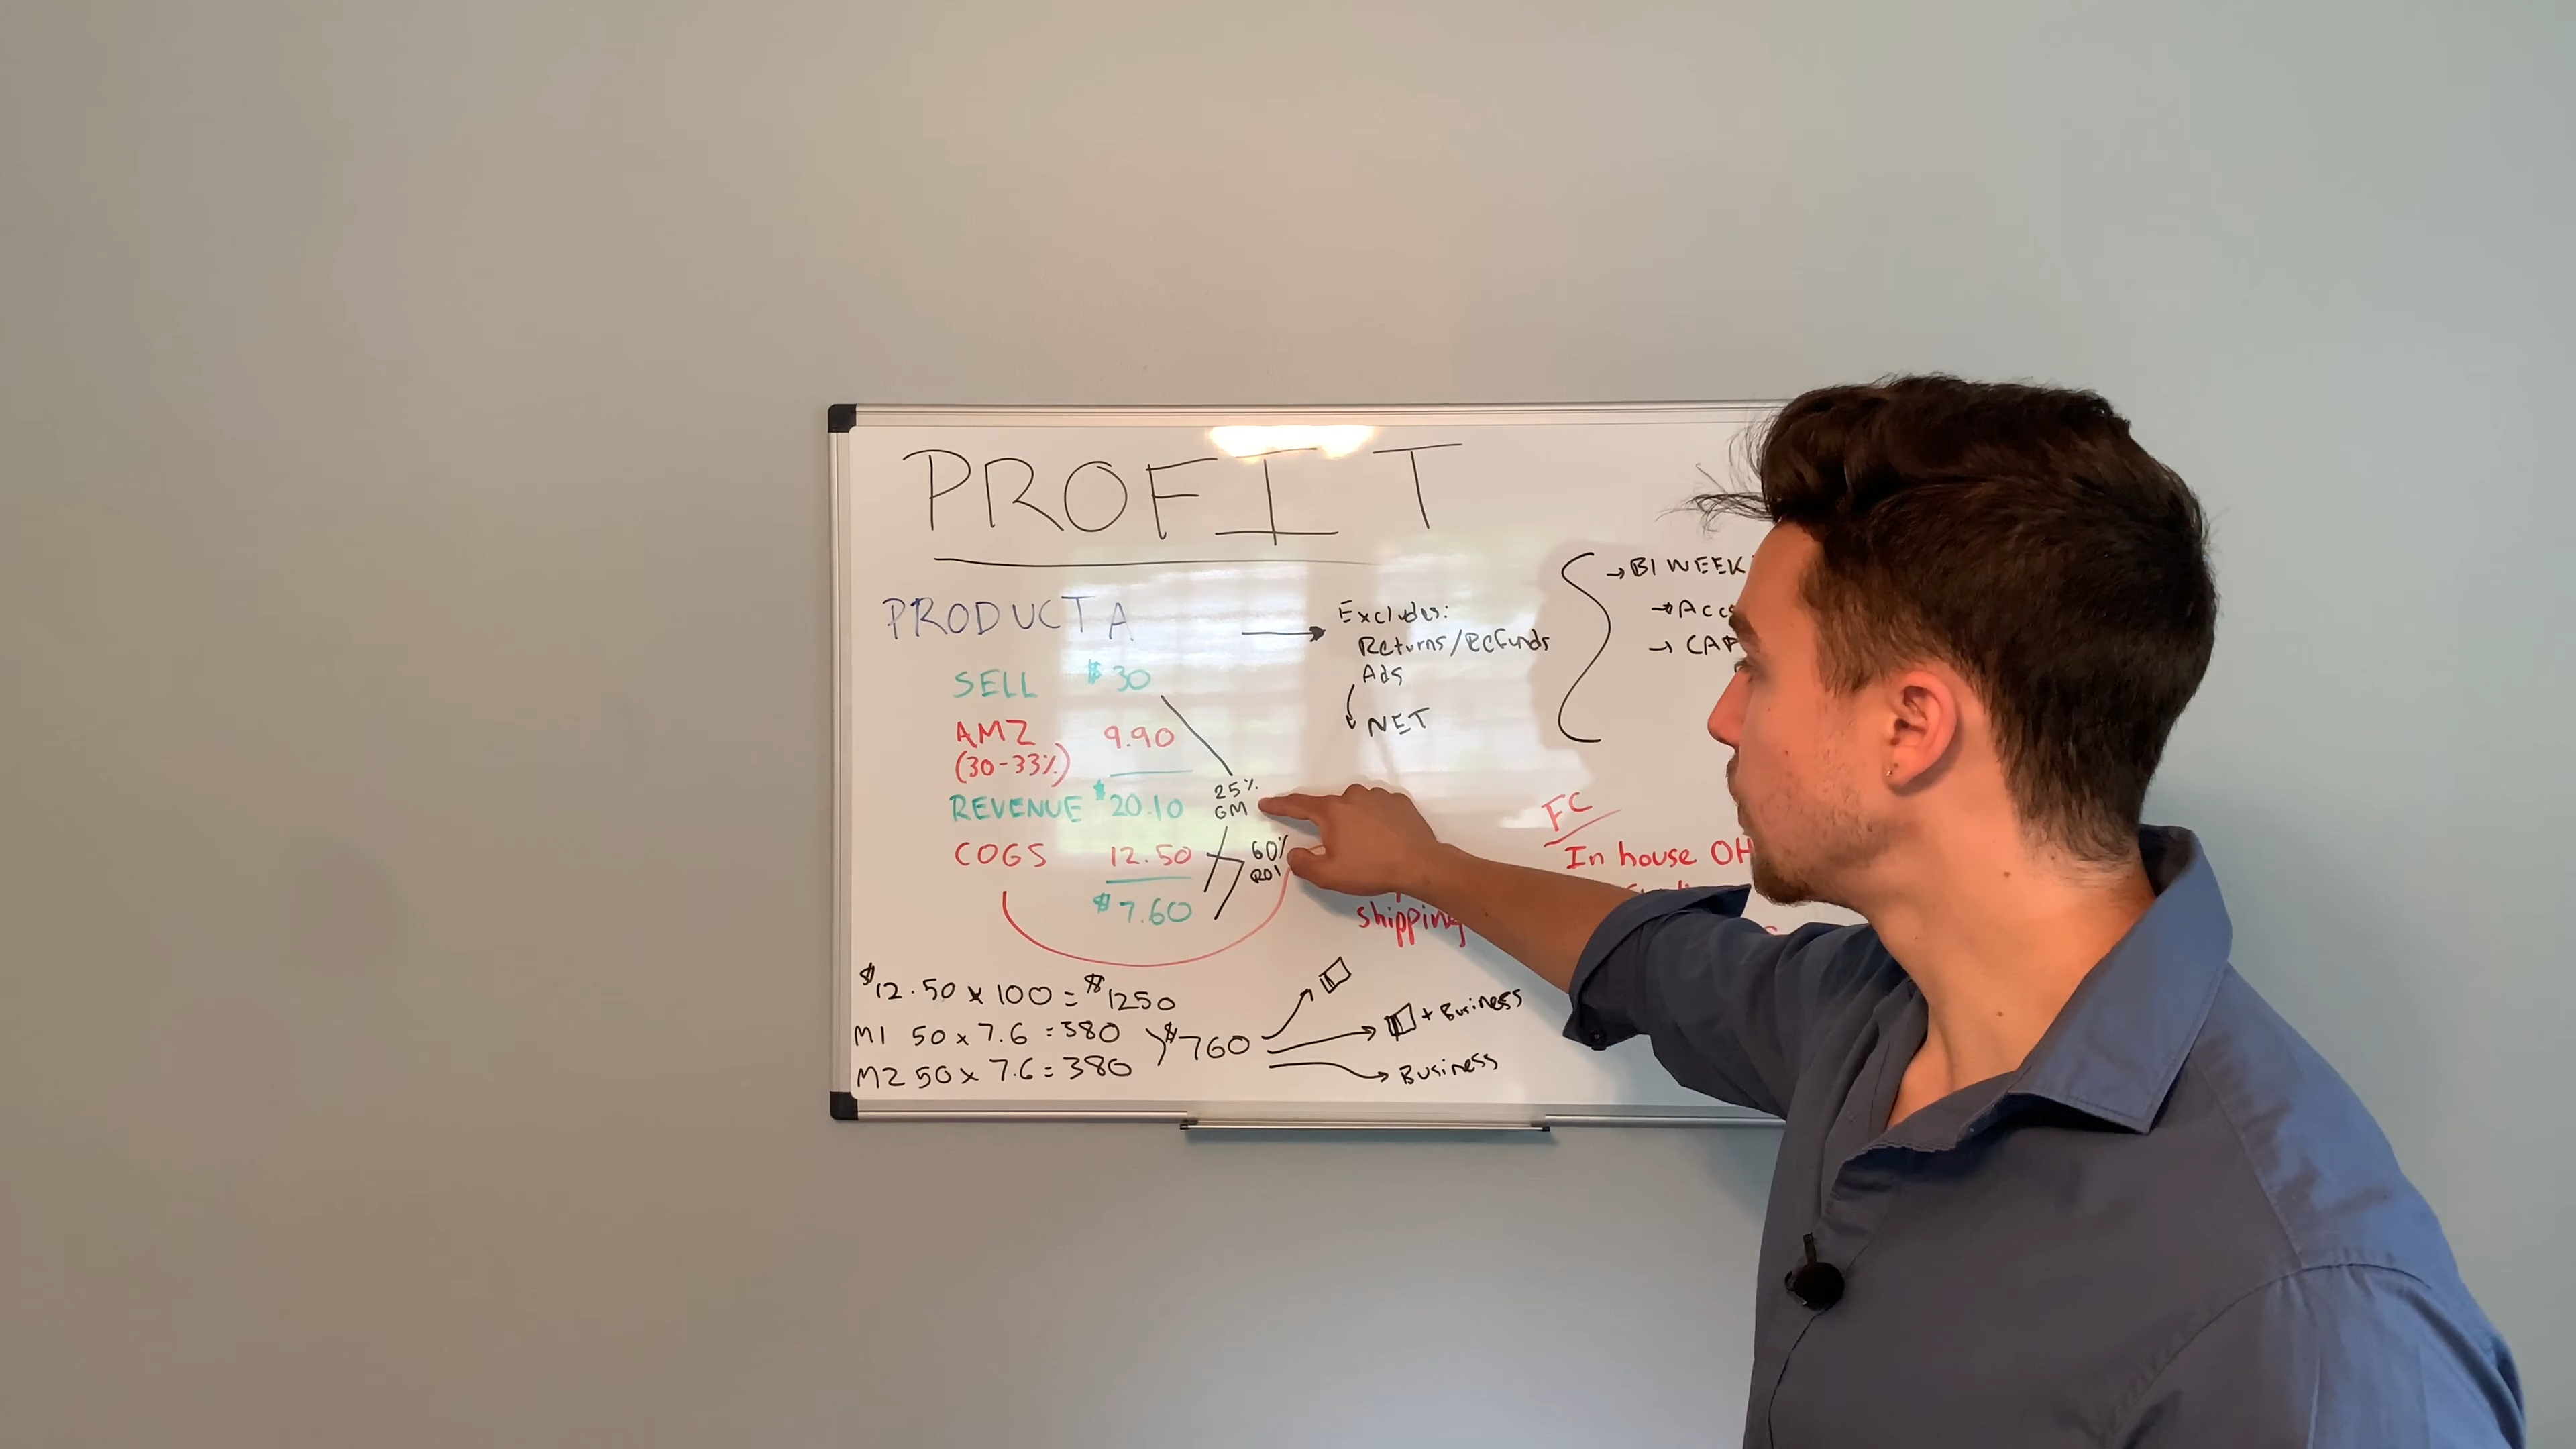 PROFIT
PRODUCT A
SELL $30
AMZ 9.90
(30-33%)
REVENUE $20.10
COGS 12.50
$7.60
25%
GM
60%
ROI
Excludes:
Returns/Refunds
Ads
NET
→ BI WEEK
→
→
FC
In house OH
shipping
$12.50 x 100 = $1250
M1 50 x 7.6 = 380
M2 50 x 7.6 = 380
$760
+ Business
Business